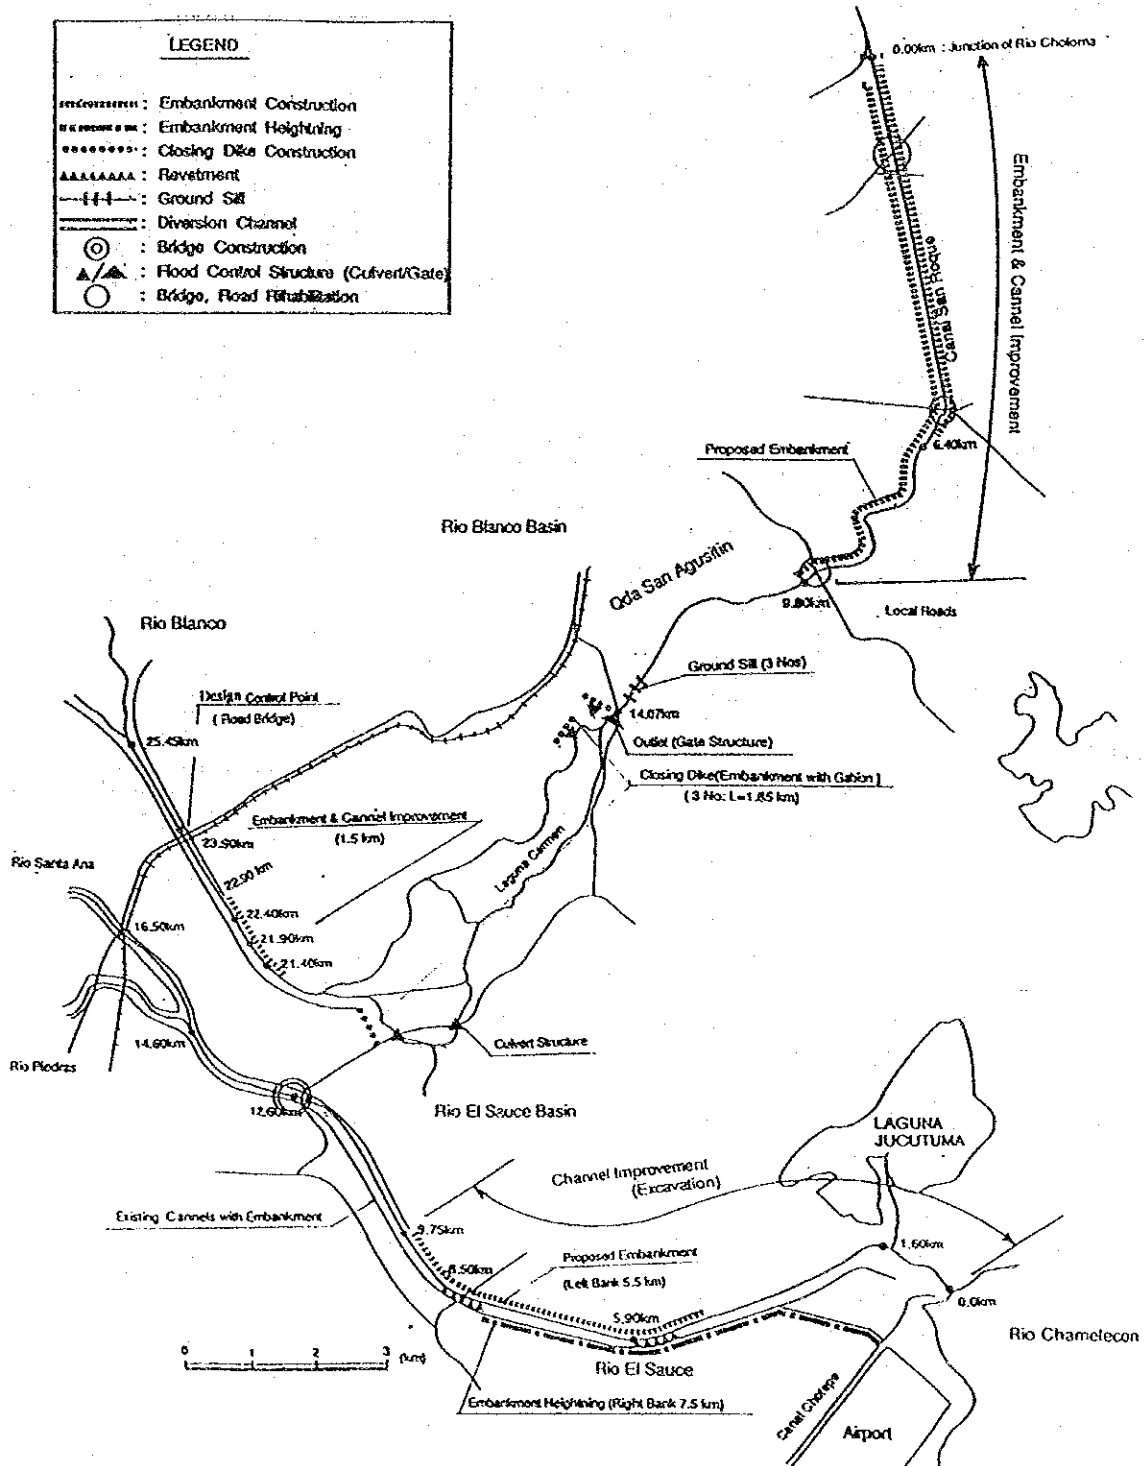 LEGEND
: Embankment Construction
: Embankment Heightning
: Closing Dike Construction
: Revetment
: Ground Sill
: Diversion Channel
: Bridge Construction
: Flood Control Structure (Culvert/Gate)
: Bridge, Road Rihabilitation
0.00km : Junction of Rio Choloma
Embankment & Cannel Improvement
Canal San Roque
6.40km
Proposed Embankment
Rio Blanco Basin
Qda San Agusitin
9.80km
Local Roads
Rio Blanco
Ground Sill (3 Nos)
Design Control Point
( Road Bridge)
14.07km
25.45km
Outlet (Gate Structure)
Closing Dike(Embankment with Gabion )
( 3 No: L=1.85 km)
Embankment & Cannel Improvement
(1.5 km)
23.90km
Rio Santa Ana
Laguna Carmen
22.90 km
22.40km
16.50km
21.90km
21.40km
14.60km
Culvert Structure
Rio Piedras
12.60km
Rio El Sauce Basin
LAGUNA
JUCUTUMA
Channel Improvement
(Excavation)
Existing Cannels with Embankment
9.75km
1.60km
Proposed Embankment
8.50km
(Left Bank 5.5 km)
0.0km
5.90km
Rio Chamelecon
0 1 2 3 (km)
Rio El Sauce
Embankment Heightning (Right Bank 7.5 km)
Canal Chotepe
Airport